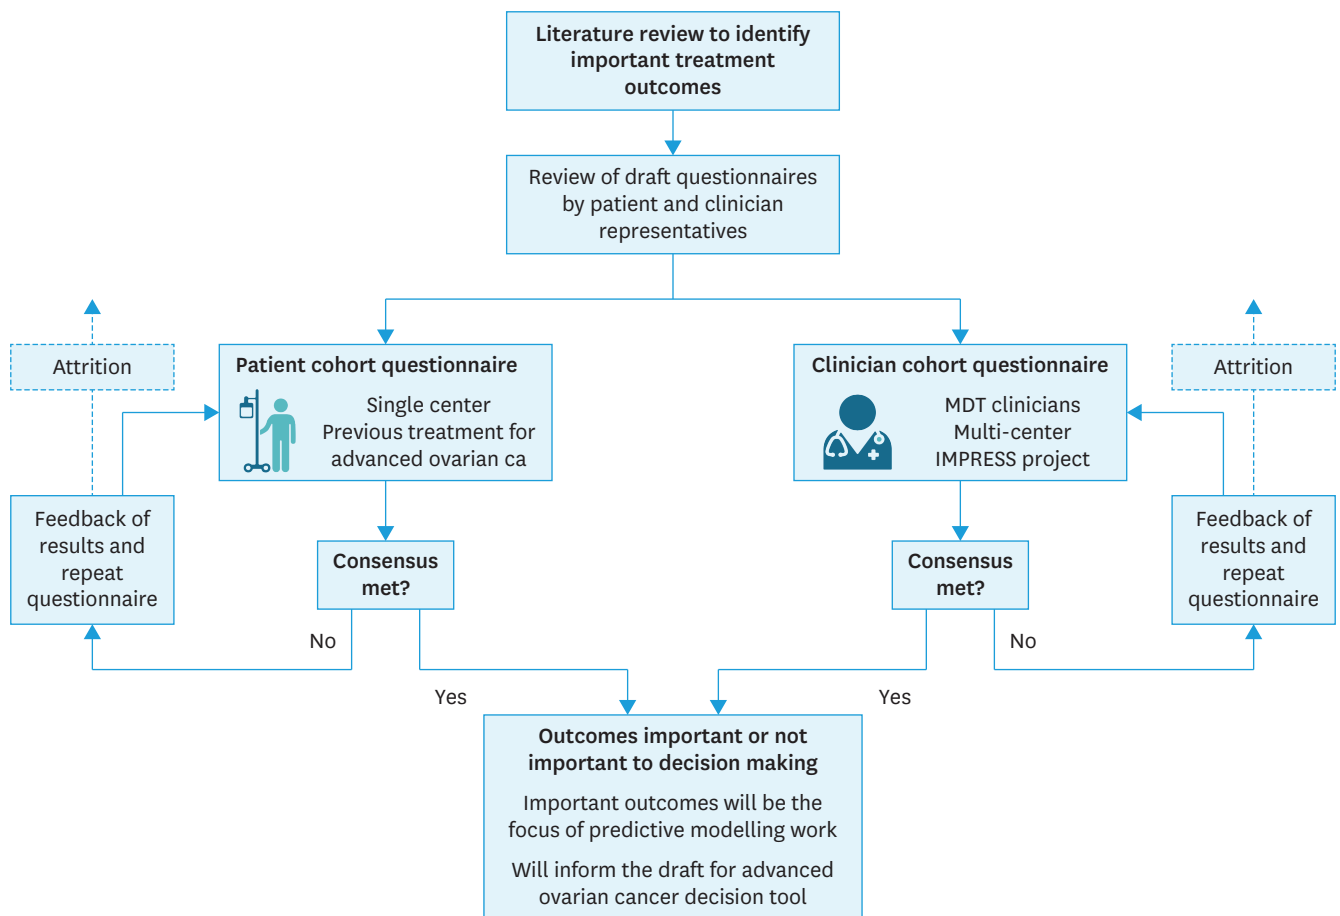 Literature review to identify
important treatment
outcomes
Review of draft questionnaires
by patient and clinician
representatives
Attrition
Patient cohort questionnaire
Single center
Previous treatment for
advanced ovarian ca
Clinician cohort questionnaire
MDT clinicians
Multi-center
IMPRESS project
Attrition
Feedback of
results and
repeat
questionnaire
Consensus
met?
Consensus
met?
Feedback of
results and
repeat
questionnaire
No
No
Yes
Yes
Outcomes important or not
important to decision making
Important outcomes will be the
focus of predictive modelling work
Will inform the draft for advanced
ovarian cancer decision tool